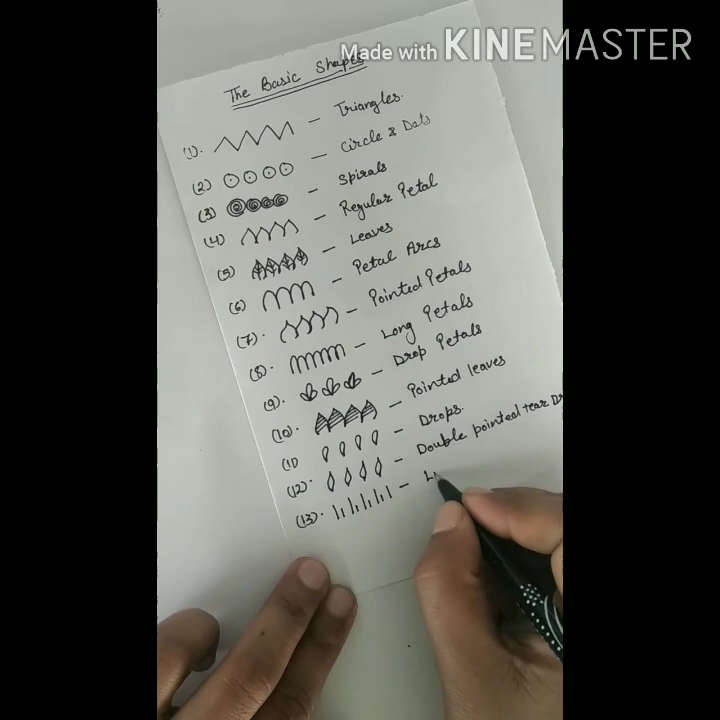 Made with KINEMASTER
The Basic Shapes
(1). - Triangles.
(2) - Circle & Dots
(3) - Spirals
(4) - Regular Petal
(5) - Leaves
(6) - Petal Arcs
(7). - Pointed Petals
(8). - Long Petals
(9). - Drop Petals
(10). - Pointed leaves
(11) - Drops.
(12). - Double pointed tear Dr
(13). -